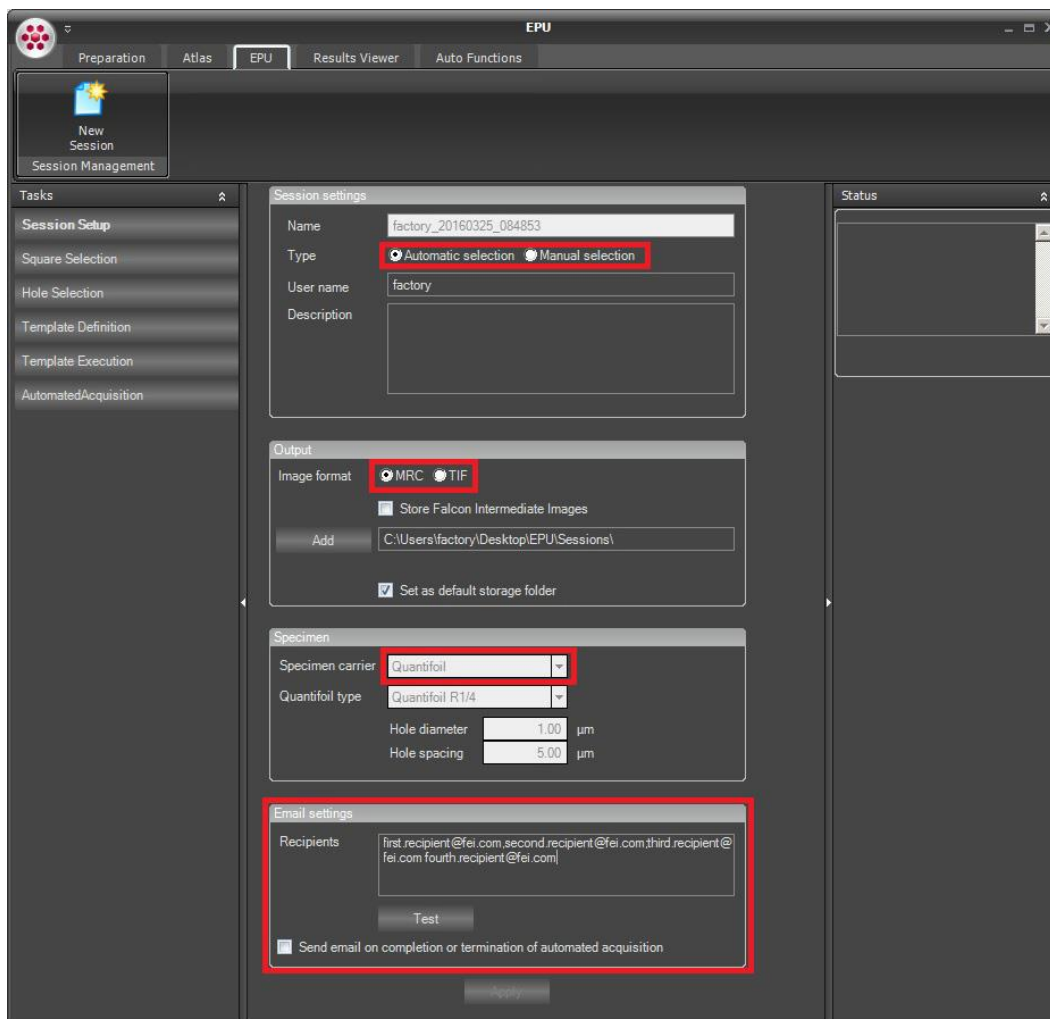 EPU
Preparation Atlas EPU Results Viewer Auto Functions
New
Session
Session Management
Tasks
Session Setup
Square Selection
Hole Selection
Template Definition
Template Execution
AutomatedAcquisition
Session settings
Name factory_20160325_084853
Type Automatic selection Manual selection
User name factory
Description
Output
Image format MRC TIF
Store Falcon Intermediate Images
Add C:\Users\factory\Desktop\EPU\Sessions\
Set as default storage folder
Specimen
Specimen carrier Quantifoil
Quantifoil type Quantifoil R1/4
Hole diameter 1.00 µm
Hole spacing 5.00 µm
Email settings
Recipients first.recipient@fei.com,second.recipient@fei.com;third.recipient@
fei.com fourth.recipient@fei.com
Test
Send email on completion or termination of automated acquisition
Apply
Status